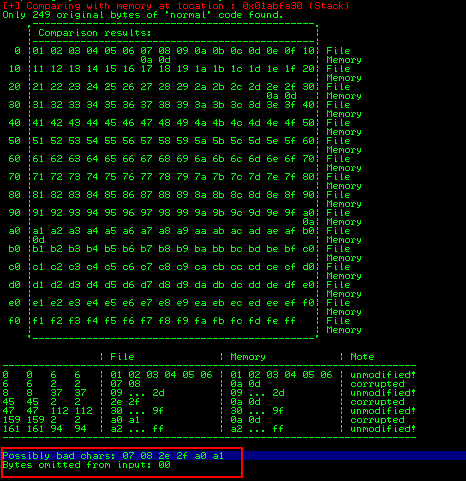 [+] Comparing with memory at location : 0x01abfa30 (Stack)
Only 249 original bytes of 'normal' code found.
Comparison results:
0 |01 02 03 04 05 06 07 08 09 0a 0b 0c 0d 0e 0f 10| File
| 0a 0d | Memory
10 |11 12 13 14 15 16 17 18 19 1a 1b 1c 1d 1e 1f 20| File
| | Memory
20 |21 22 23 24 25 26 27 28 29 2a 2b 2c 2d 2e 2f 30| File
| 0a 0d | Memory
30 |31 32 33 34 35 36 37 38 39 3a 3b 3c 3d 3e 3f 40| File
| | Memory
40 |41 42 43 44 45 46 47 48 49 4a 4b 4c 4d 4e 4f 50| File
| | Memory
50 |51 52 53 54 55 56 57 58 59 5a 5b 5c 5d 5e 5f 60| File
| | Memory
60 |61 62 63 64 65 66 67 68 69 6a 6b 6c 6d 6e 6f 70| File
| | Memory
70 |71 72 73 74 75 76 77 78 79 7a 7b 7c 7d 7e 7f 80| File
| | Memory
80 |81 82 83 84 85 86 87 88 89 8a 8b 8c 8d 8e 8f 90| File
| | Memory
90 |91 92 93 94 95 96 97 98 99 9a 9b 9c 9d 9e 9f a0| File
| 0a| Memory
a0 |a1 a2 a3 a4 a5 a6 a7 a8 a9 aa ab ac ad ae af b0| File
|0d | Memory
b0 |b1 b2 b3 b4 b5 b6 b7 b8 b9 ba bb bc bd be bf c0| File
| | Memory
c0 |c1 c2 c3 c4 c5 c6 c7 c8 c9 ca cb cc cd ce cf d0| File
| | Memory
d0 |d1 d2 d3 d4 d5 d6 d7 d8 d9 da db dc dd de df e0| File
| | Memory
e0 |e1 e2 e3 e4 e5 e6 e7 e8 e9 ea eb ec ed ee ef f0| File
| | Memory
f0 |f1 f2 f3 f4 f5 f6 f7 f8 f9 fa fb fc fd fe ff | File
| | Memory
| File | Memory | Note
0 0 6 6 | 01 02 03 04 05 06 | 01 02 03 04 05 06 | unmodified!
6 6 2 2 | 07 08 | 0a 0d | corrupted
8 8 37 37 | 09 ... 2d | 09 ... 2d | unmodified!
45 45 2 2 | 2e 2f | 0a 0d | corrupted
47 47 112 112 | 30 ... 9f | 30 ... 9f | unmodified!
159 159 2 2 | a0 a1 | 0a 0d | corrupted
161 161 94 94 | a2 ... ff | a2 ... ff | unmodified!
Possibly bad chars: 07 08 2e 2f a0 a1
Bytes omitted from input: 00